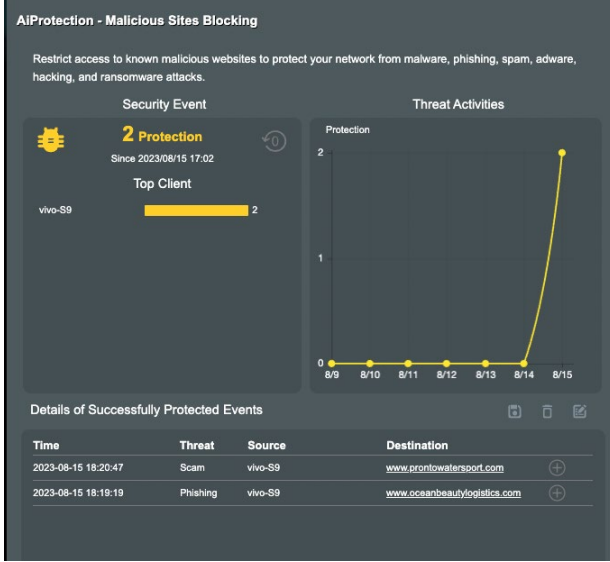 AiProtection - Malicious Sites Blocking
Restrict access to known malicious websites to protect your network from malware, phishing, spam, adware,
hacking, and ransomware attacks.
Security Event
2 Protection
0
Since 2023/08/15 17:02
Top Client
vivo-S9 2
Threat Activities
Protection
2
1
0
8/9 8/10 8/11 8/12 8/13 8/14 8/15
Details of Successfully Protected Events
Time Threat Source Destination
2023-08-15 18:20:47 Scam vivo-S9 www.prontowatersport.com
2023-08-15 18:19:19 Phishing vivo-S9 www.oceanbeautylogistics.com